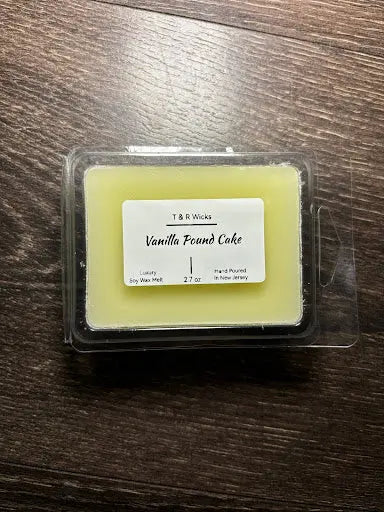 T & R Wicks
Vanilla Pound Cake
Luxury
Soy Wax Melt
2.7 oz
Hand Poured
In New Jersey